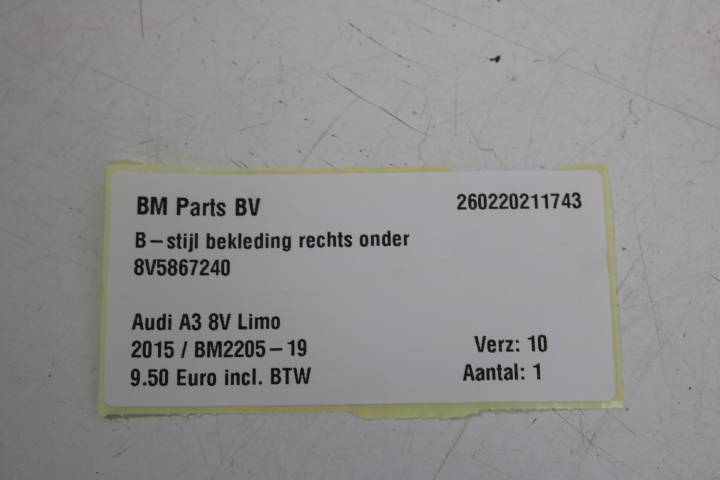 BM Parts BV 260220211743
B-stijl bekleding rechts onder
8V5867240
Audi A3 8V Limo
2015 / BM2205-19 Verz: 10
9.50 Euro incl. BTW Aantal: 1